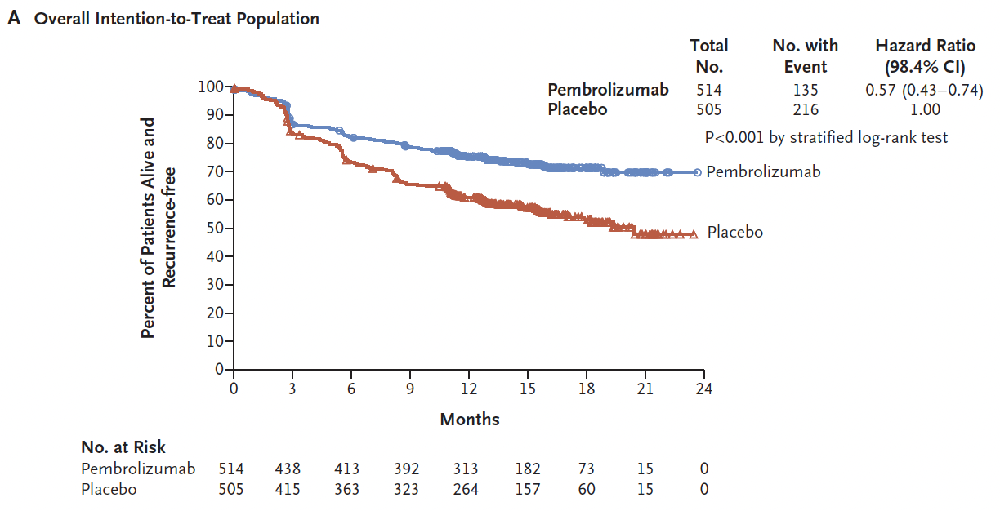 A Overall Intention-to-Treat Population
Total No. No. with Event Hazard Ratio (98.4% CI)
Pembrolizumab 514 135 0.57 (0.43–0.74)
Placebo 505 216 1.00
P<0.001 by stratified log-rank test
Percent of Patients Alive and
Recurrence-free
100
90
80
70
60
50
40
30
20
10
0
Pembrolizumab
Placebo
0 3 6 9 12 15 18 21 24
Months
No. at Risk
Pembrolizumab 514 438 413 392 313 182 73 15 0
Placebo 505 415 363 323 264 157 60 15 0